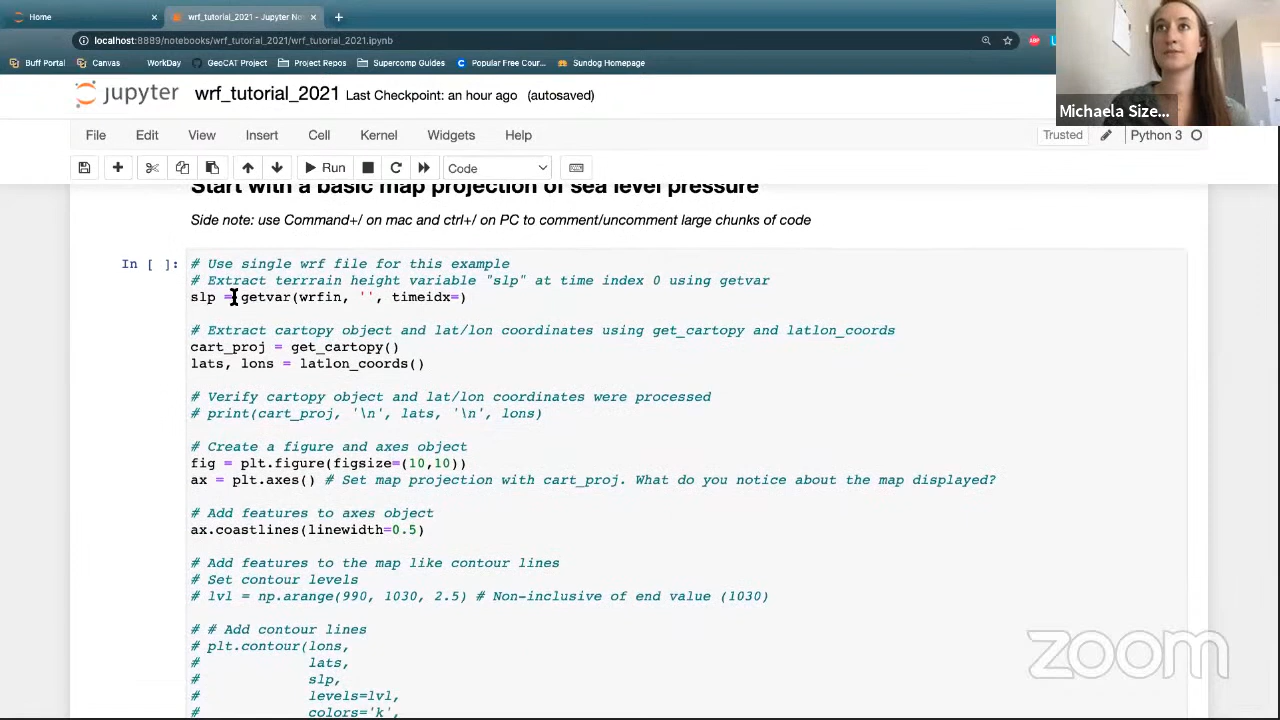 Home
wrf_tutorial_2021 - Jupyter No
localhost:8889/notebooks/wrf_tutorial_2021/wrf_tutorial_2021.ipynb
Buff Portal Canvas WorkDay GeoCAT Project Project Repos Supercomp Guides Popular Free Cour... Sundog Homepage
jupyter wrf_tutorial_2021 Last Checkpoint: an hour ago (autosaved)
Michaela Size...
File Edit View Insert Cell Kernel Widgets Help Trusted Python 3
Run Code
Start with a basic map projection of sea level pressure
Side note: use Command+/ on mac and ctrl+/ on PC to comment/uncomment large chunks of code
In [ ]: # Use single wrf file for this example
# Extract terrrain height variable "slp" at time index 0 using getvar
slp = getvar(wrfin, '', timeidx=)
# Extract cartopy object and lat/lon coordinates using get_cartopy and latlon_coords
cart_proj = get_cartopy()
lats, lons = latlon_coords()
# Verify cartopy object and lat/lon coordinates were processed
# print(cart_proj, '\n', lats, '\n', lons)
# Create a figure and axes object
fig = plt.figure(figsize=(10,10))
ax = plt.axes() # Set map projection with cart_proj. What do you notice about the map displayed?
# Add features to axes object
ax.coastlines(linewidth=0.5)
# Add features to the map like contour lines
# Set contour levels
# lvl = np.arange(990, 1030, 2.5) # Non-inclusive of end value (1030)
# # Add contour lines
# plt.contour(lons,
# lats,
# slp,
# levels=lvl,
# colors='k',
zoom